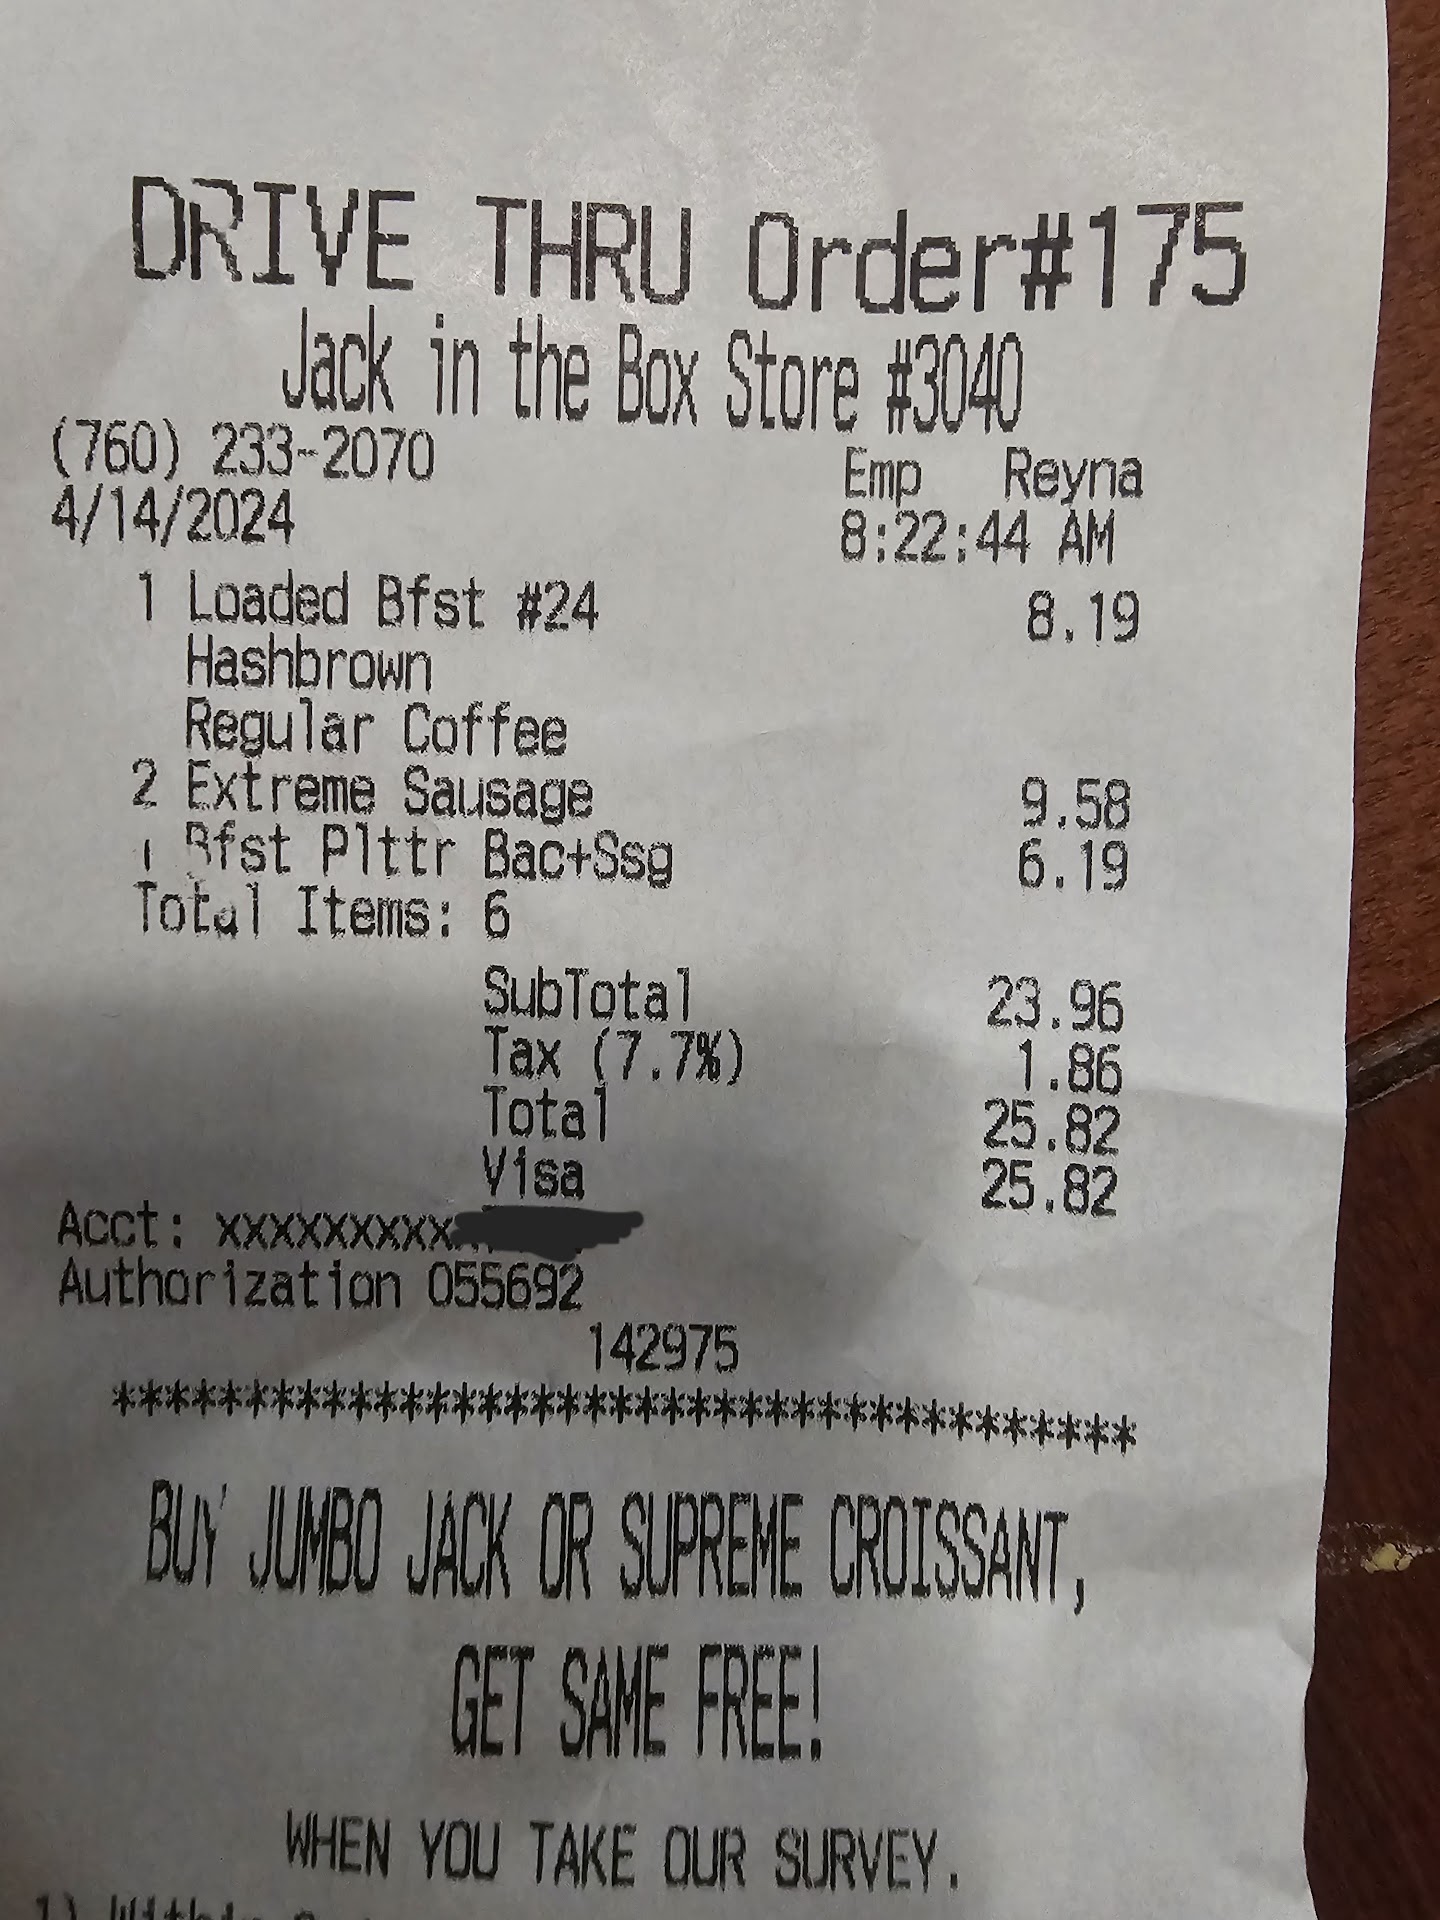 DRIVE THRU Order#175
Jack in the Box Store #3040
(760) 233-2070
Emp Reyna
4/14/2024 8:22:44 AM
1 Loaded Bfst #24 8.19
Hashbrown
Regular Coffee
2 Extreme Sausage 9.58
1 Bfst Plttr Bac+Ssg 6.19
Total Items: 6
SubTotal 23.96
Tax (7.7%) 1.86
Total 25.82
Visa 25.82
Acct: xxxxxxxxxx
Authorization 055692
142975
***************************************
BUY JUMBO JACK OR SUPREME CROISSANT,
GET SAME FREE!
WHEN YOU TAKE OUR SURVEY.
1) Within